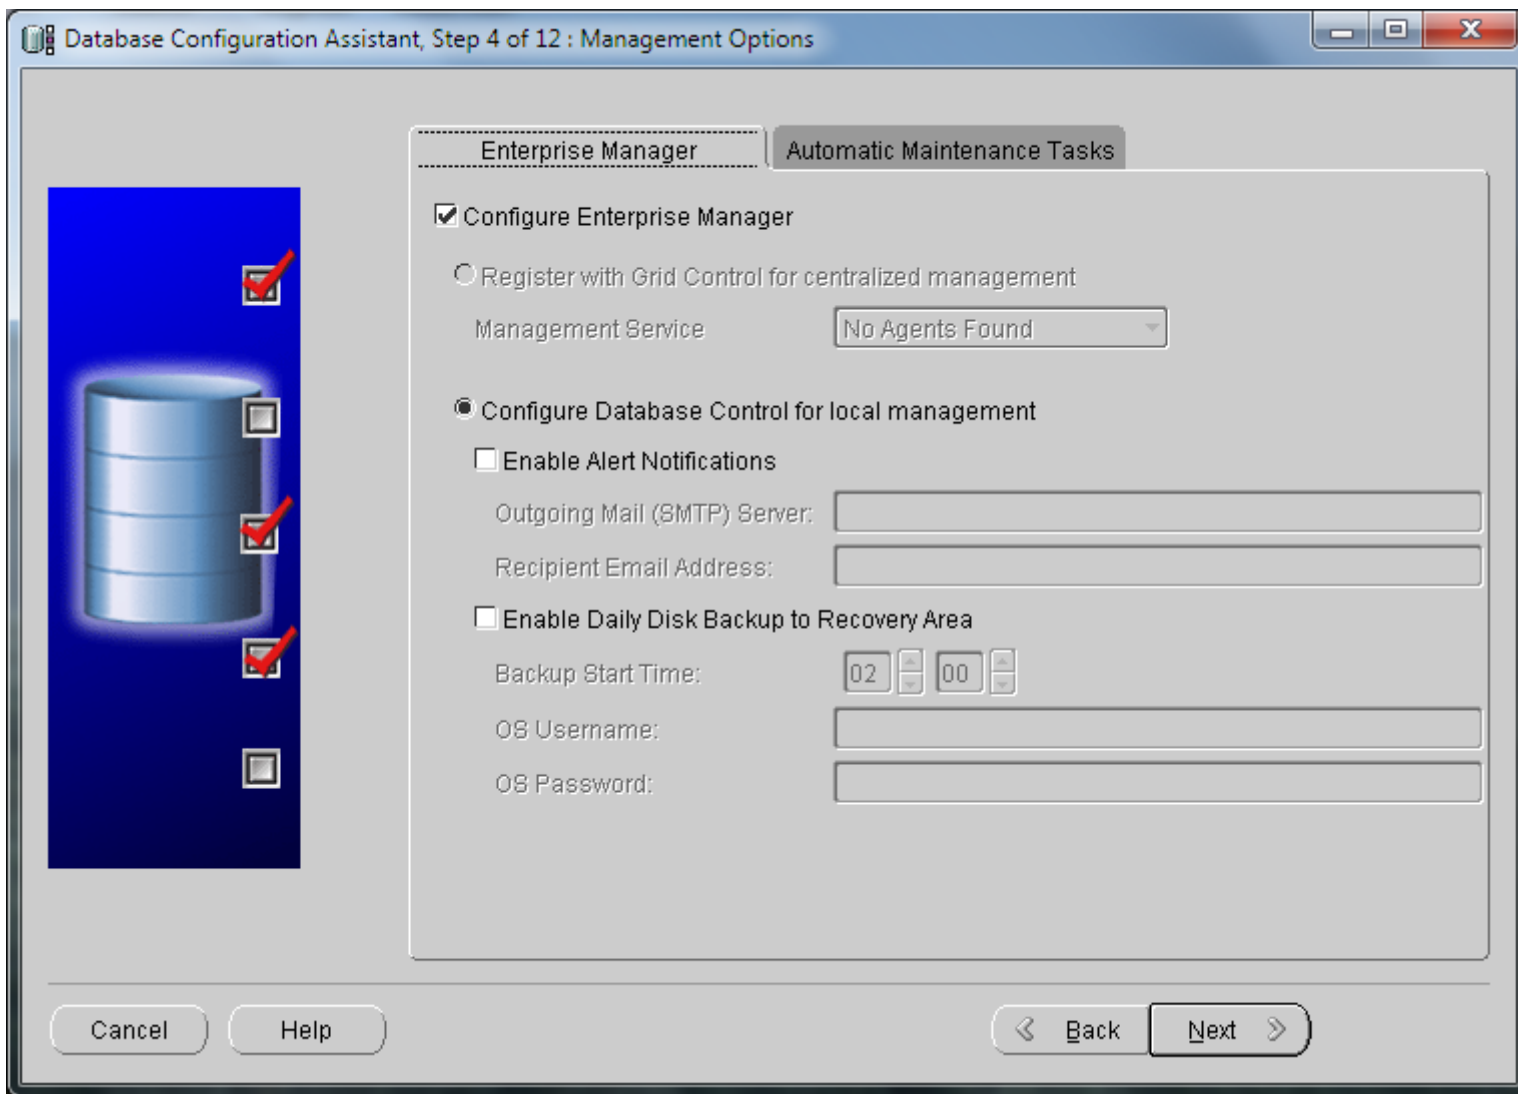 Database Configuration Assistant, Step 4 of 12 : Management Options
Enterprise Manager
Automatic Maintenance Tasks
Configure Enterprise Manager
Register with Grid Control for centralized management
Management Service No Agents Found
Configure Database Control for local management
Enable Alert Notifications
Outgoing Mail (SMTP) Server:
Recipient Email Address:
Enable Daily Disk Backup to Recovery Area
Backup Start Time: 02 00
OS Username:
OS Password:
Cancel Help Back Next